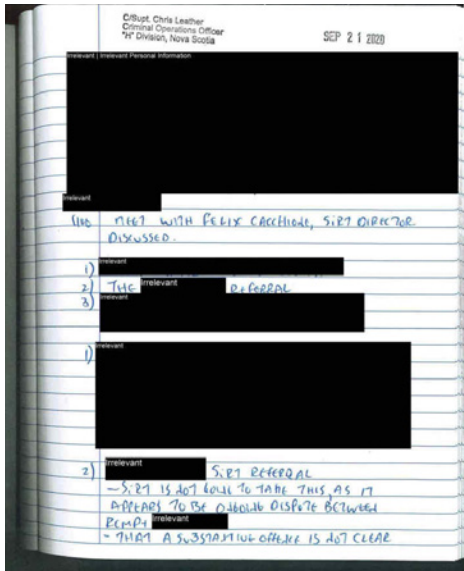 C/Supt. Chris Leather
Criminal Operations Officer
"H" Division, Nova Scotia
SEP 21 2020
Irrelevant | Irrelevant Personal Information
Irrelevant
1100 MEET WITH FELIX CACCHIONE, SIRT DIRECTOR
DISCUSSED.
1) Irrelevant
2) THE Irrelevant REFERRAL
3) Irrelevant
1) Irrelevant
2) Irrelevant SIRT REFERRAL
- SIRT IS NOT GOING TO TAKE THIS, AS IT
APPEARS TO BE ONGOING DISPUTE BETWEEN
RCMP & Irrelevant
- THAT A SUBSTANTIVE OFFENCE IS NOT CLEAR